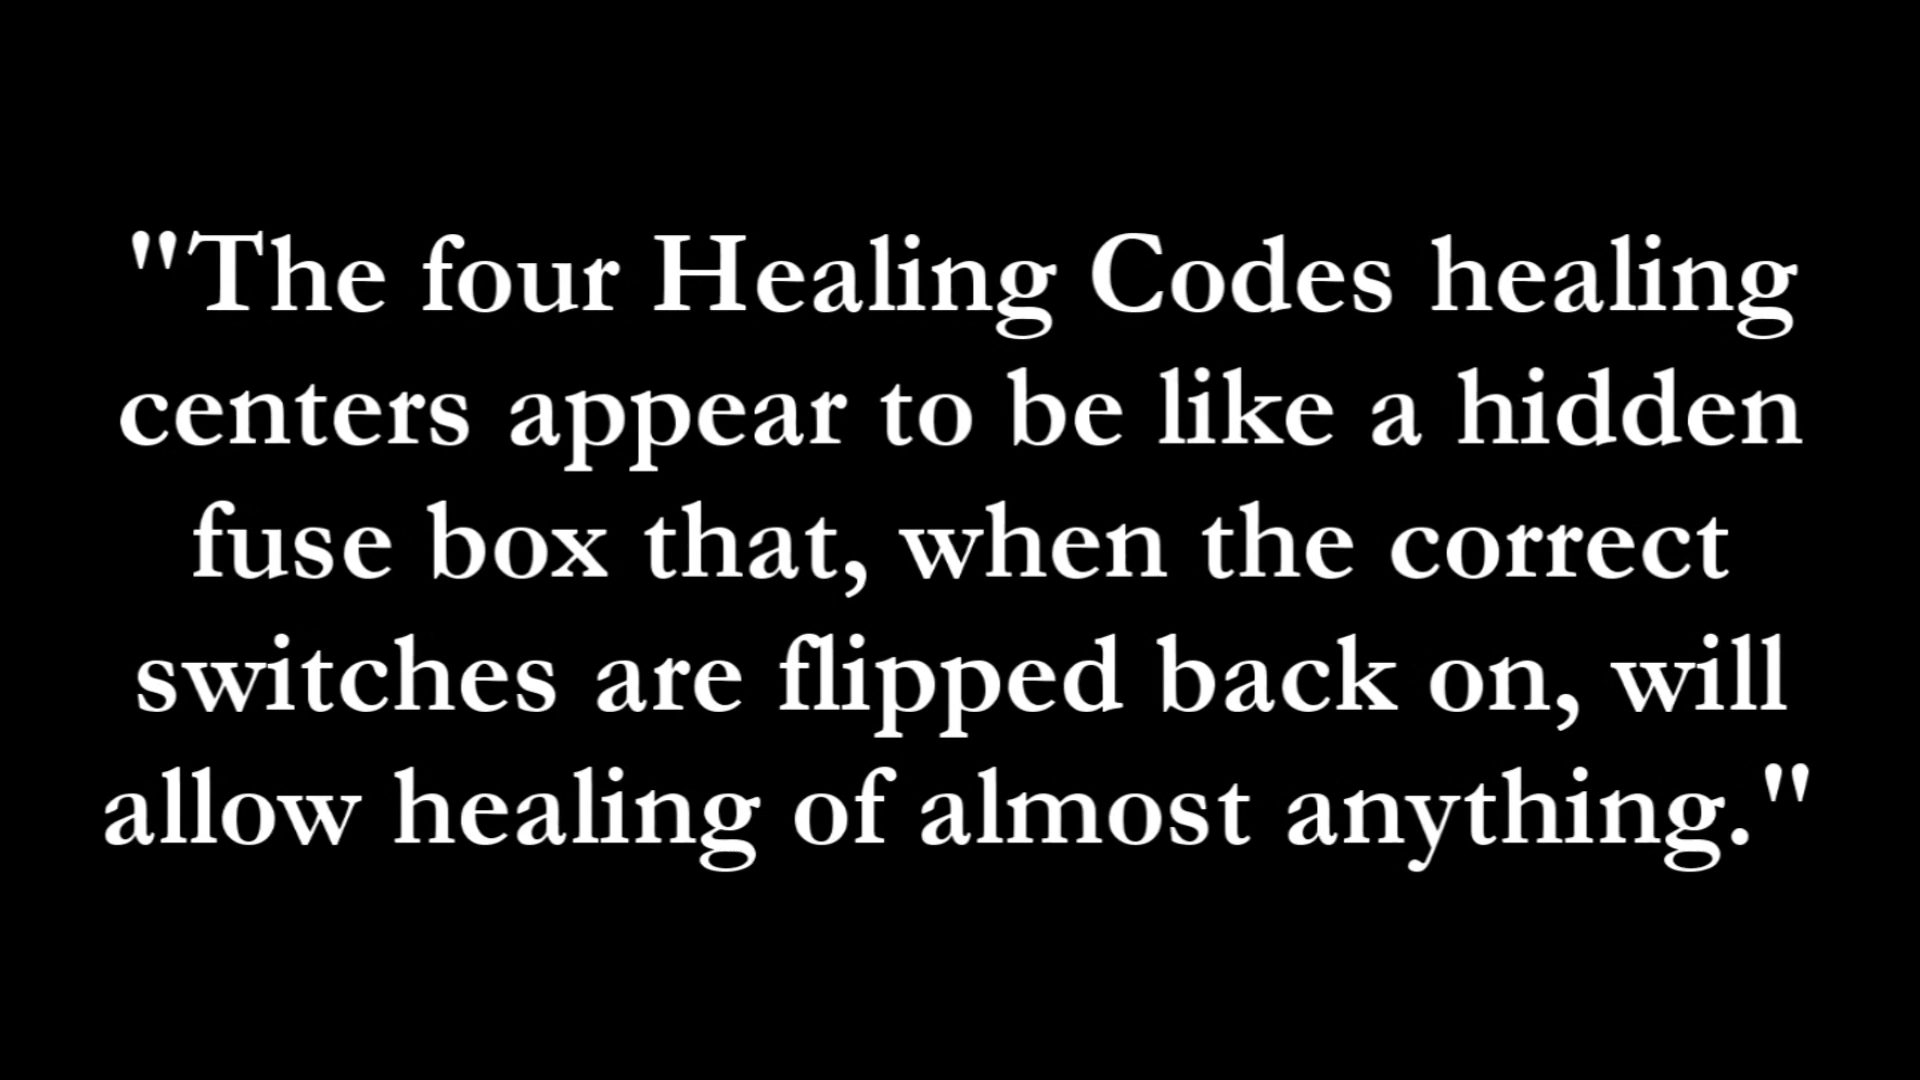 "The four Healing Codes healing
centers appear to be like a hidden
fuse box that, when the correct
switches are flipped back on, will
allow healing of almost anything."